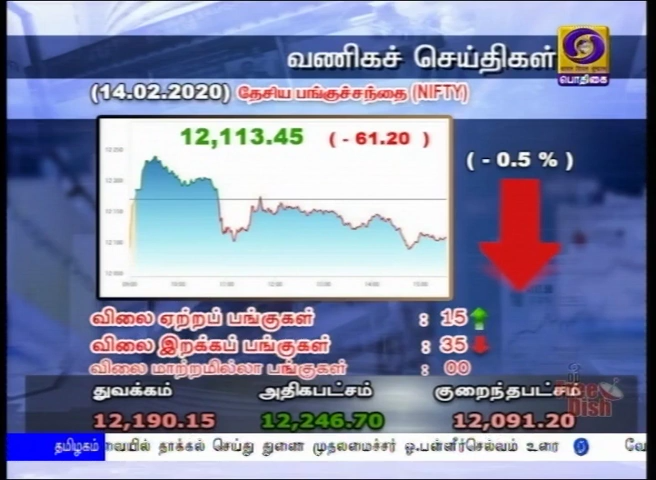 வணிகச் செய்திகள்
பொதிகை
(14.02.2020) தேசிய பங்குச்சந்தை (NIFTY)
12,113.45 ( - 61.20 )
( - 0.5 % )
விலை ஏற்றப் பங்குகள் : 15
விலை இறக்கப் பங்குகள் : 35
விலை மாற்றமில்லா பங்குகள் : 00
துவக்கம் அதிகபட்சம் குறைந்தபட்சம்
12,190.15 12,246.70 12,091.20
Free Dish
தமிழகம் வையில் தாக்கல் செய்து துணை முதலமைச்சர் ஓ.பன்னீர்செல்வம் உரை வே